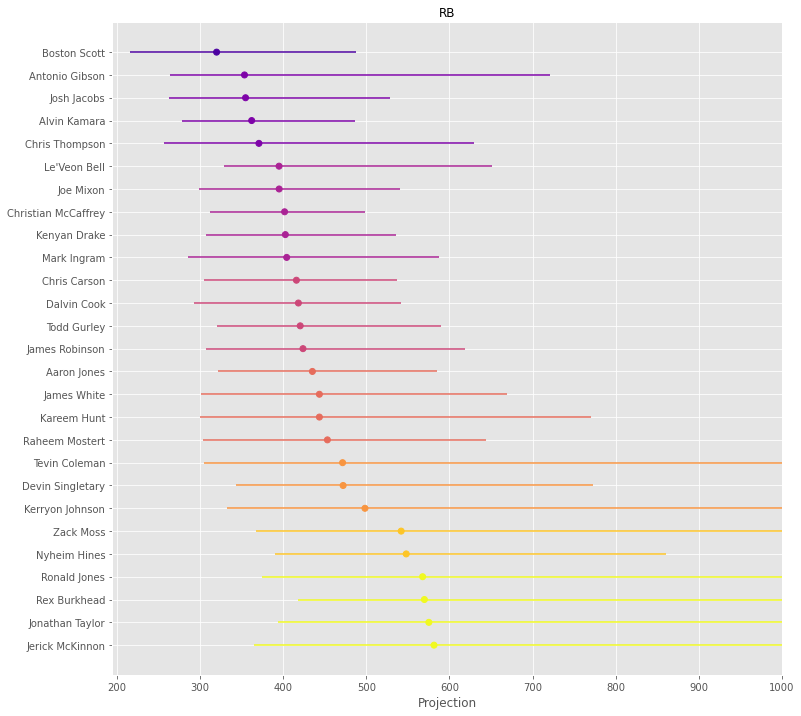 RB
Boston Scott
Antonio Gibson
Josh Jacobs
Alvin Kamara
Chris Thompson
Le'Veon Bell
Joe Mixon
Christian McCaffrey
Kenyan Drake
Mark Ingram
Chris Carson
Dalvin Cook
Todd Gurley
James Robinson
Aaron Jones
James White
Kareem Hunt
Raheem Mostert
Tevin Coleman
Devin Singletary
Kerryon Johnson
Zack Moss
Nyheim Hines
Ronald Jones
Rex Burkhead
Jonathan Taylor
Jerick McKinnon
200 300 400 500 600 700 800 900 1000
Projection